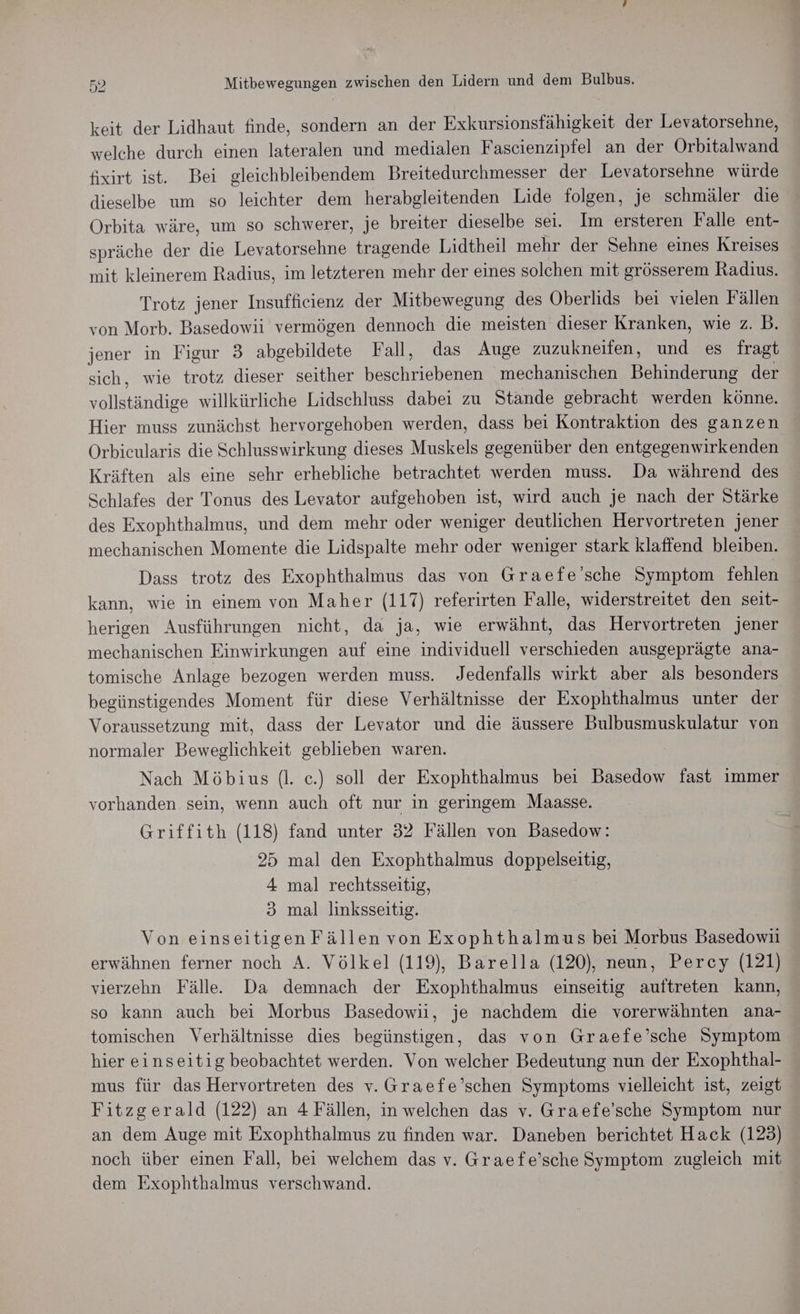 52 Mitbewegungen zwischen den Lidern und dem Bulbus.
keit der Lidhaut finde, sondern an der Exkursionsfähigkeit der Levatorsehne,
welche durch einen lateralen und medialen Fascienzipfel an der Orbitalwand
fixirt ist. Bei gleichbleibendem Breitedurchmesser der Levatorsehne würde
dieselbe um so leichter dem herabgleitenden Lide folgen, je schmäler die
Orbita wäre, um so schwerer, je breiter dieselbe sei. Im ersteren Falle ent-
spräche der die Levatorsehne tragende Lidtheil mehr der Sehne eines Kreises
mit kleinerem Radius, im letzteren mehr der eines solchen mit grösserem Radius.
Trotz jener Insufficienz der Mitbewegung des Oberlids bei vielen Fällen
von Morb. Basedowii vermögen dennoch die meisten dieser Kranken, wie z. B.
jener in Figur 3 abgebildete Fall, das Auge zuzukneifen, und es fragt
sich, wie trotz dieser seither beschriebenen mechanischen Behinderung der
vollständige willkürliche Lidschluss dabei zu Stande gebracht werden könne.
Hier muss zunächst hervorgehoben werden, dass bei Kontraktion des ganzen
Orbicularis die Schlusswirkung dieses Muskels gegenüber den entgegenwirkenden
Kräften als eine sehr erhebliche betrachtet werden muss. Da während des
Schlafes der Tonus des Levator aufgehoben ist, wird auch je nach der Stärke
des Exophthalmus, und dem mehr oder weniger deutlichen Hervortreten jener
mechanischen Momente die Lidspalte mehr oder weniger stark klaffend bleiben.
Dass trotz des Exophthalmus das von Graefe'sche Symptom fehlen
kann, wie in einem von Maher (117) referirten Falle, widerstreitet den seit-
herigen Ausführungen nicht, da ja, wie erwähnt, das Hervortreten jener
mechanischen Einwirkungen auf eine individuell verschieden ausgeprägte ana-
tomische Anlage bezogen werden muss. Jedenfalls wirkt aber als besonders
begünstigendes Moment für diese Verhältnisse der Exophthalmus unter der
Voraussetzung mit, dass der Levator und die äussere Bulbusmuskulatur von
normaler Beweglichkeit geblieben waren.
Nach Möbius (l. c.) soll der Exophthalmus bei Basedow fast immer
vorhanden sein, wenn auch oft nur in geringem Maasse.
Griffith (118) fand unter 32 Fällen von Basedow:
25 mal den Exophthalmus doppelseitig,
4 mal rechtsseitig,
3 mal linksseitig.
Von einseitigen Fällen von Exophthalmus bei Morbus Basedowii
erwähnen ferner noch A. Völkel (119), Barella (120), neun, Percy (121)
vierzehn Fälle. Da demnach der Exophthalmus einseitig auftreten kann,
so kann auch bei Morbus Basedowii, je nachdem die vorerwähnten ana-
tomischen Verhältnisse dies begünstigen, das von Graefe'sche Symptom
hier einseitig beobachtet werden. Von welcher Bedeutung nun der Exophthal-
mus für das Hervortreten des v. Graefe'schen Symptoms vielleicht ist, zeigt
Fitzgerald (122) an 4 Fällen, in welchen das v. Graefe'sche Symptom nur
an dem Auge mit Exophthalmus zu finden war. Daneben berichtet Hack (123)
noch über einen Fall, bei welchem das v. Graefe'sche Symptom zugleich mit
dem Exophthalmus verschwand.